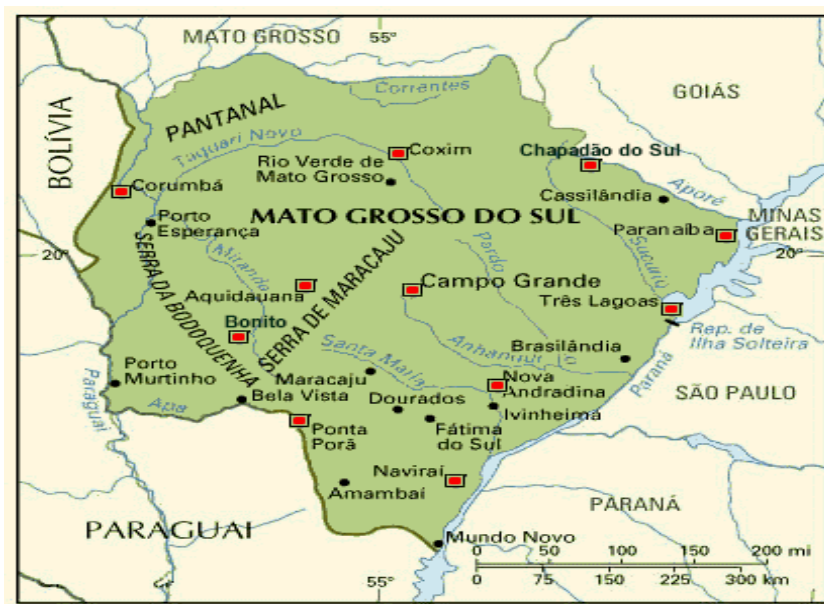 MATO GROSSO
55°
GOIÁS
BOLÍVIA
PANTANAL
Correntes
Taquari Novo
Coxim
Chapadão do Sul
Rio Verde de
Mato Grosso
Corumbá
Cassilândia
Aporé
Porto
Esperança
MATO GROSSO DO SUL
Paranaíba
MINAS
GERAIS
20°
20°
SERRA DA BODOQUENHA
Miranda
SERRA DE MARACAJU
Pardo
Sucuriú
Aquidauana
Campo Grande
Três Lagoas
Bonito
Rep. de
Ilha Solteira
Anhanduí
Brasilândia
Santa Maria
Porto
Murtinho
Maracaju
Nova
Andradina
Paraná
SÃO PAULO
Paraguai
Apa
Bela Vista
Dourados
Ivinheima
Ponta
Porã
Fátima
do Sul
Naviraí
Amambaí
PARANÁ
PARAGUAI
Mundo Novo
0 50 100 150 200 mi
0 75 150 225 300 km
55°